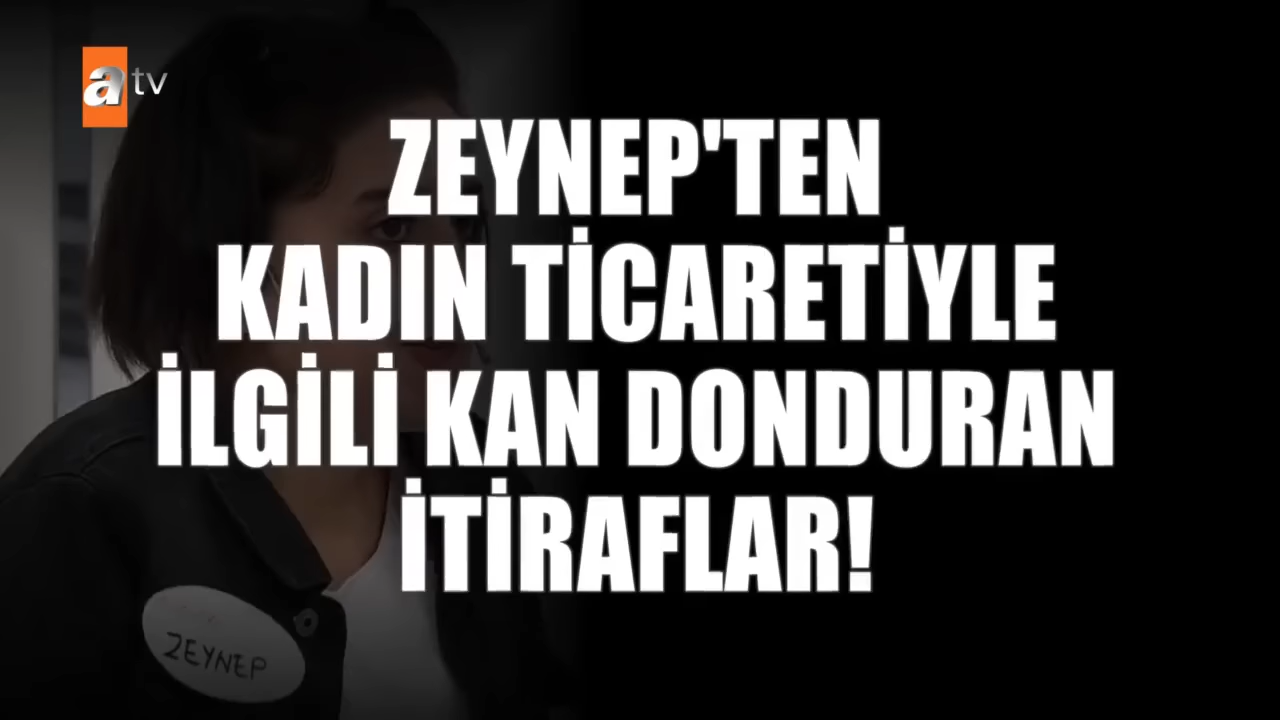 atv
ZEYNEP'TEN
KADIN TİCARETİYLE
İLGİLİ KAN DONDURAN
İTİRAFLAR!
ZEYNEP